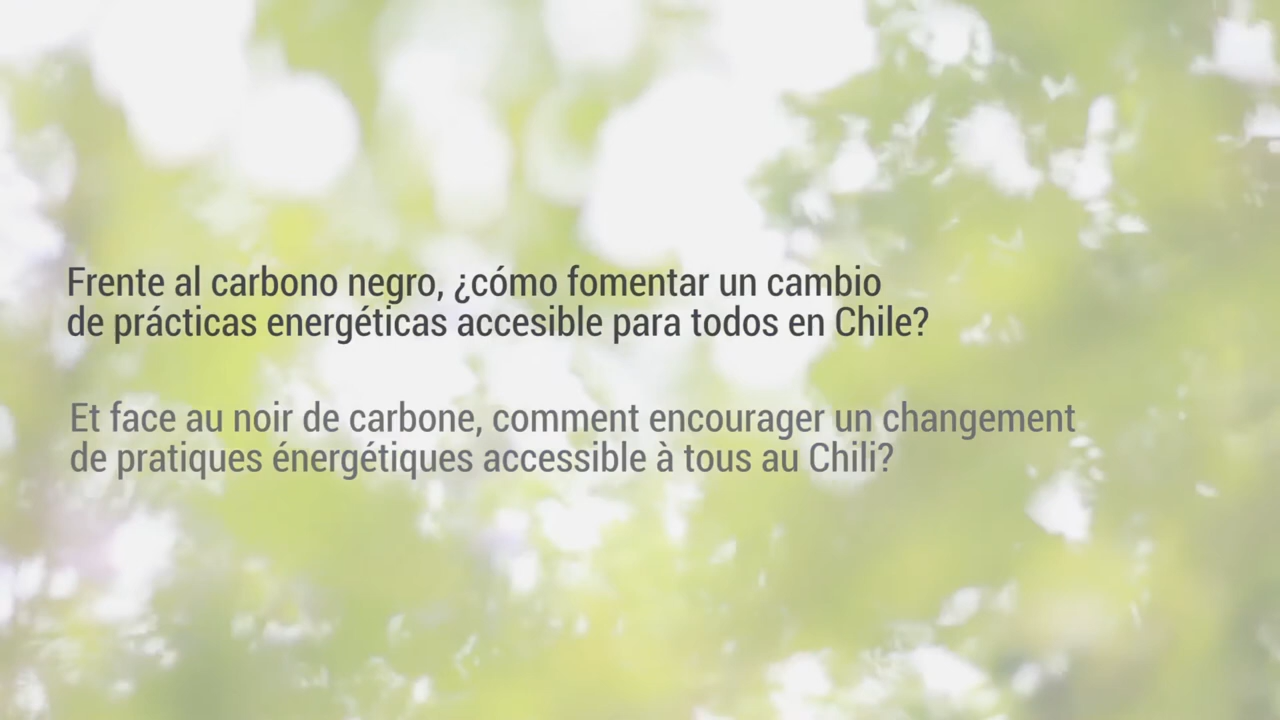 Frente al carbono negro, ¿cómo fomentar un cambio
de prácticas energéticas accesible para todos en Chile?
Et face au noir de carbone, comment encourager un changement
de pratiques énergétiques accessible à tous au Chili?